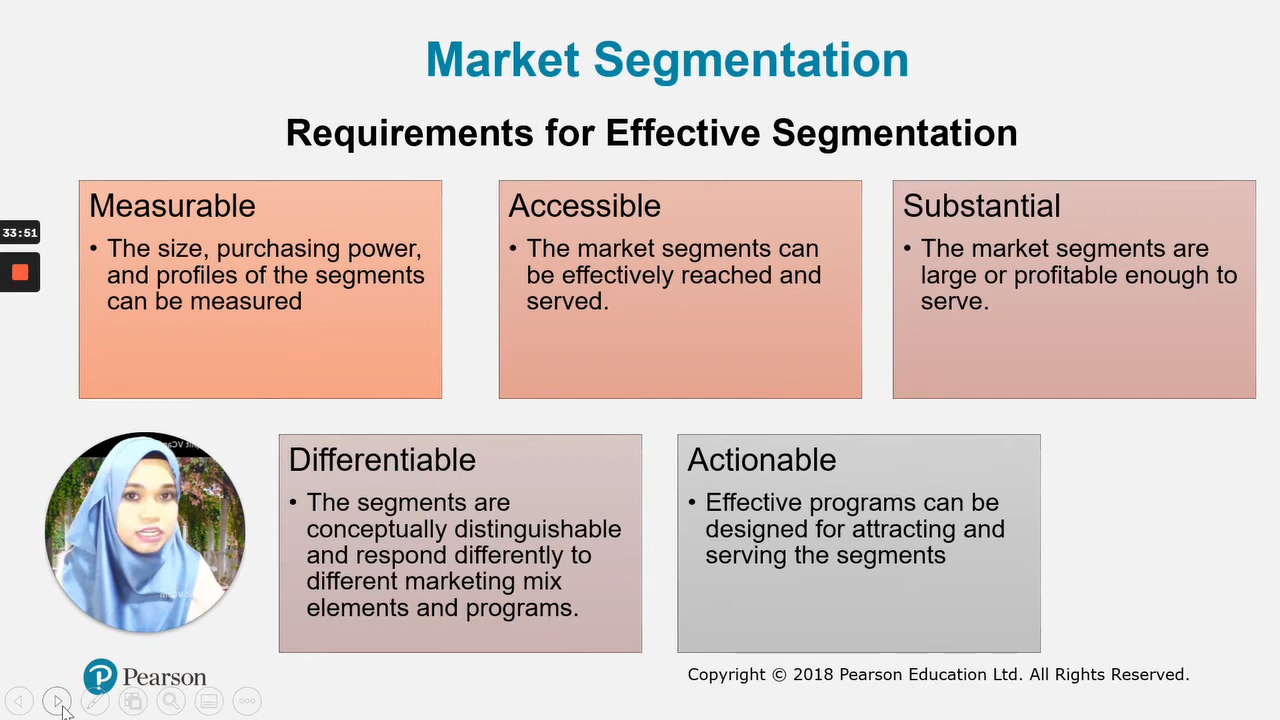 Market Segmentation
Requirements for Effective Segmentation
Measurable
• The size, purchasing power,
and profiles of the segments
can be measured
Accessible
• The market segments can
be effectively reached and
served.
Substantial
• The market segments are
large or profitable enough to
serve.
33:51
Differentiable
• The segments are
conceptually distinguishable
and respond differently to
different marketing mix
elements and programs.
Actionable
• Effective programs can be
designed for attracting and
serving the segments
P Pearson
Copyright © 2018 Pearson Education Ltd. All Rights Reserved.